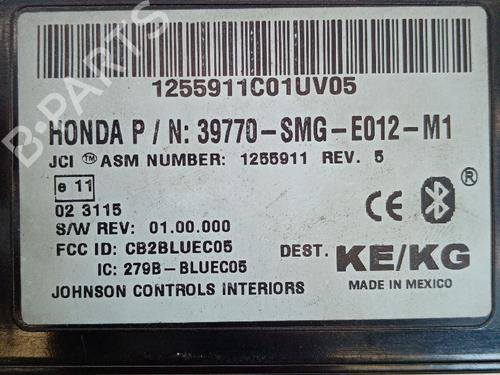 1255911C01UV05
HONDA P / N: 39770-SMG-E012-M1
JCI ™ ASM NUMBER: 1255911 REV. 5
e 11
02 3115
S/W REV: 01.00.000
FCC ID: CB2BLUEC05
IC: 279B-BLUEC05
CE ®
DEST. KE/KG
JOHNSON CONTROLS INTERIORS
MADE IN MEXICO
B-PARTS